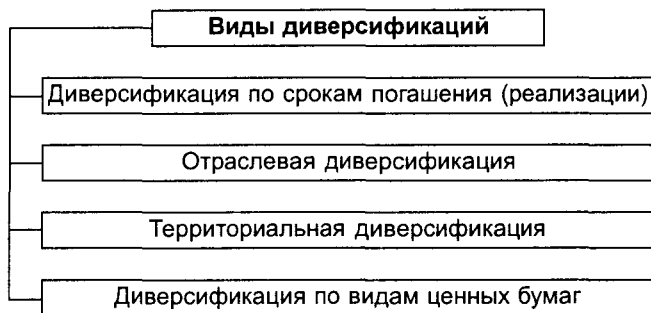 Виды диверсификаций
Диверсификация по срокам погашения (реализации)
Отраслевая диверсификация
Территориальная диверсификация
Диверсификация по видам ценных бумаг